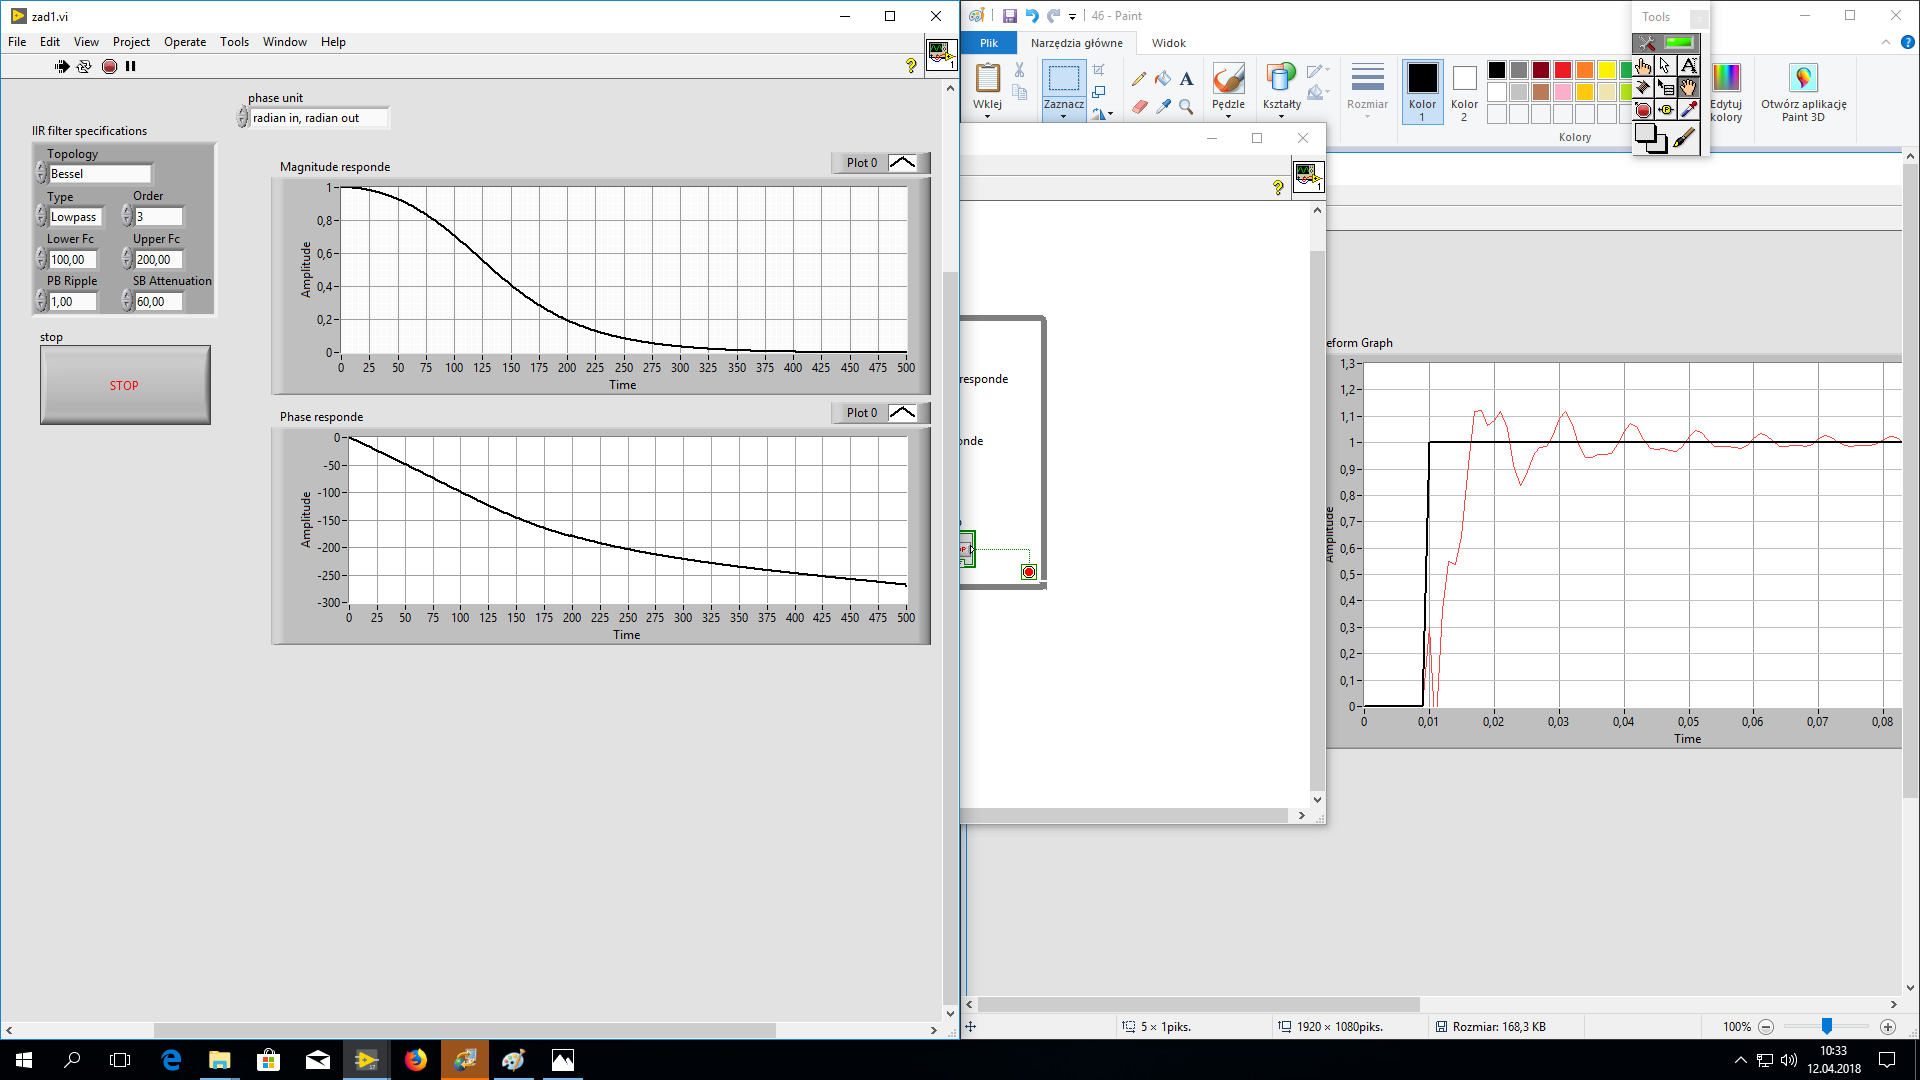 zad1.vi
File Edit View Project Operate Tools Window Help
1
phase unit
radian in, radian out
IIR filter specifications
Topology
Bessel
Type Order
Lowpass 3
Lower Fc Upper Fc
100,00 200,00
PB Ripple SB Attenuation
1,00 60,00
stop
STOP
Magnitude responde
Plot 0
Amplitude
1
0,8
0,6
0,4
0,2
0
0 25 50 75 100 125 150 175 200 225 250 275 300 325 350 375 400 425 450 475 500
Time
Phase responde
Plot 0
Amplitude
0
-50
-100
-150
-200
-250
-300
0 25 50 75 100 125 150 175 200 225 250 275 300 325 350 375 400 425 450 475 500
Time
46 - Paint
Plik Narzędzia główne Widok
Wklej
Zaznacz
A
Pędzle
Kształty
Rozmiar
Kolor 1
Kolor 2
Edytuj kolory
Otwórz aplikację Paint 3D
Kolory
Tools
1
responde
onde
eform Graph
Amplitude
1,3
1,2
1,1
1
0,9
0,8
0,7
0,6
0,5
0,4
0,3
0,2
0,1
0
0 0,01 0,02 0,03 0,04 0,05 0,06 0,07 0,08
Time
5 × 1piks.
1920 × 1080piks.
Rozmiar: 168,3 KB
100%
10:33
12.04.2018